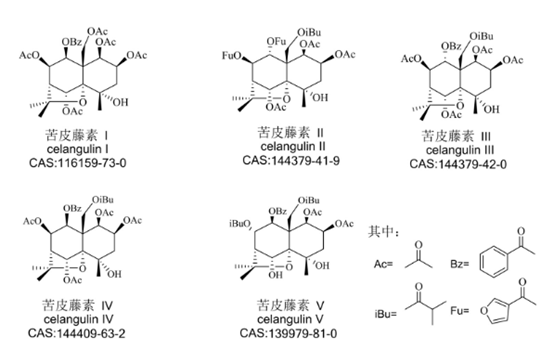 OAc
OBz
OAc
OAc
AcO
OAc
O
OH
OAc
苦皮藤素 I
celangulin I
CAS:116159-73-0
OiBu
OFu
OAc
FuO
OAc
O
OH
OAc
苦皮藤素 II
celangulin II
CAS:144379-41-9
OiBu
OBz
OAc
AcO
OAc
O
OH
OAc
苦皮藤素 III
celangulin III
CAS:144379-42-0
OiBu
OBz
OAc
AcO
OAc
O
OH
OAc
苦皮藤素 IV
celangulin IV
CAS:144409-63-2
OiBu
OBz
OAc
iBuO
OAc
O
OH
OH
苦皮藤素 V
celangulin V
CAS:139979-81-0
其中：
Ac=
O
Bz=
O
iBu=
O
Fu=
O
O